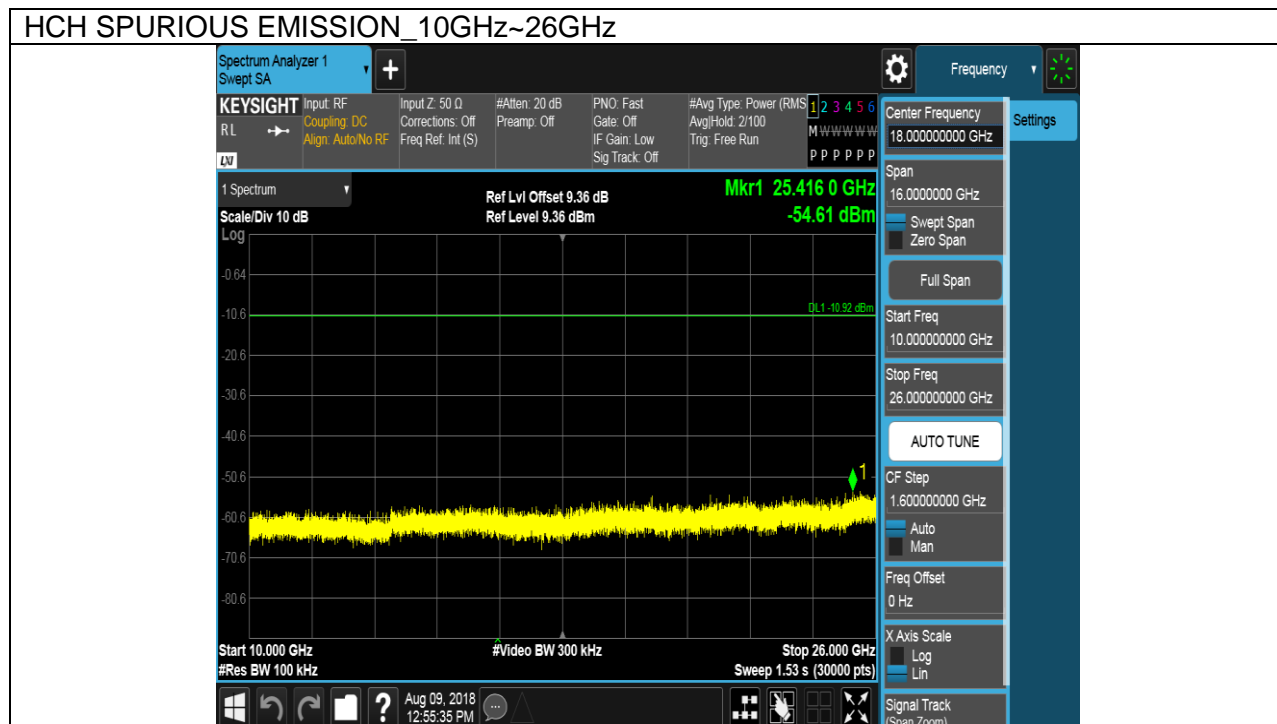 HCH SPURIOUS EMISSION_10GHz~26GHz
Spectrum Analyzer 1
Swept SA
+
Frequency
KEYSIGHT
RL
LXI
Input: RF
Coupling: DC
Align: Auto/No RF
Input Z: 50 Ω
Corrections: Off
Freq Ref: Int (S)
#Atten: 20 dB
Preamp: Off
PNO: Fast
Gate: Off
IF Gain: Low
Sig Track: Off
#Avg Type: Power (RMS
Avg|Hold: 2/100
Trig: Free Run
1 2 3 4 5 6
M W W W W W
P P P P P P
Center Frequency
18.000000000 GHz
Settings
Span
16.0000000 GHz
Swept Span
Zero Span
Full Span
Start Freq
10.000000000 GHz
Stop Freq
26.000000000 GHz
AUTO TUNE
CF Step
1.600000000 GHz
Auto
Man
Freq Offset
0 Hz
X Axis Scale
Log
Lin
Signal Track
(Span Zoom)
1 Spectrum
Scale/Div 10 dB
Ref Lvl Offset 9.36 dB
Ref Level 9.36 dBm
Mkr1 25.416 0 GHz
-54.61 dBm
Log
-0.64
-10.6
DL1 -10.92 dBm
-20.6
-30.6
-40.6
-50.6
1
-60.6
-70.6
-80.6
Start 10.000 GHz
#Video BW 300 kHz
Stop 26.000 GHz
#Res BW 100 kHz
Sweep 1.53 s (30000 pts)
?
Aug 09, 2018
12:55:35 PM